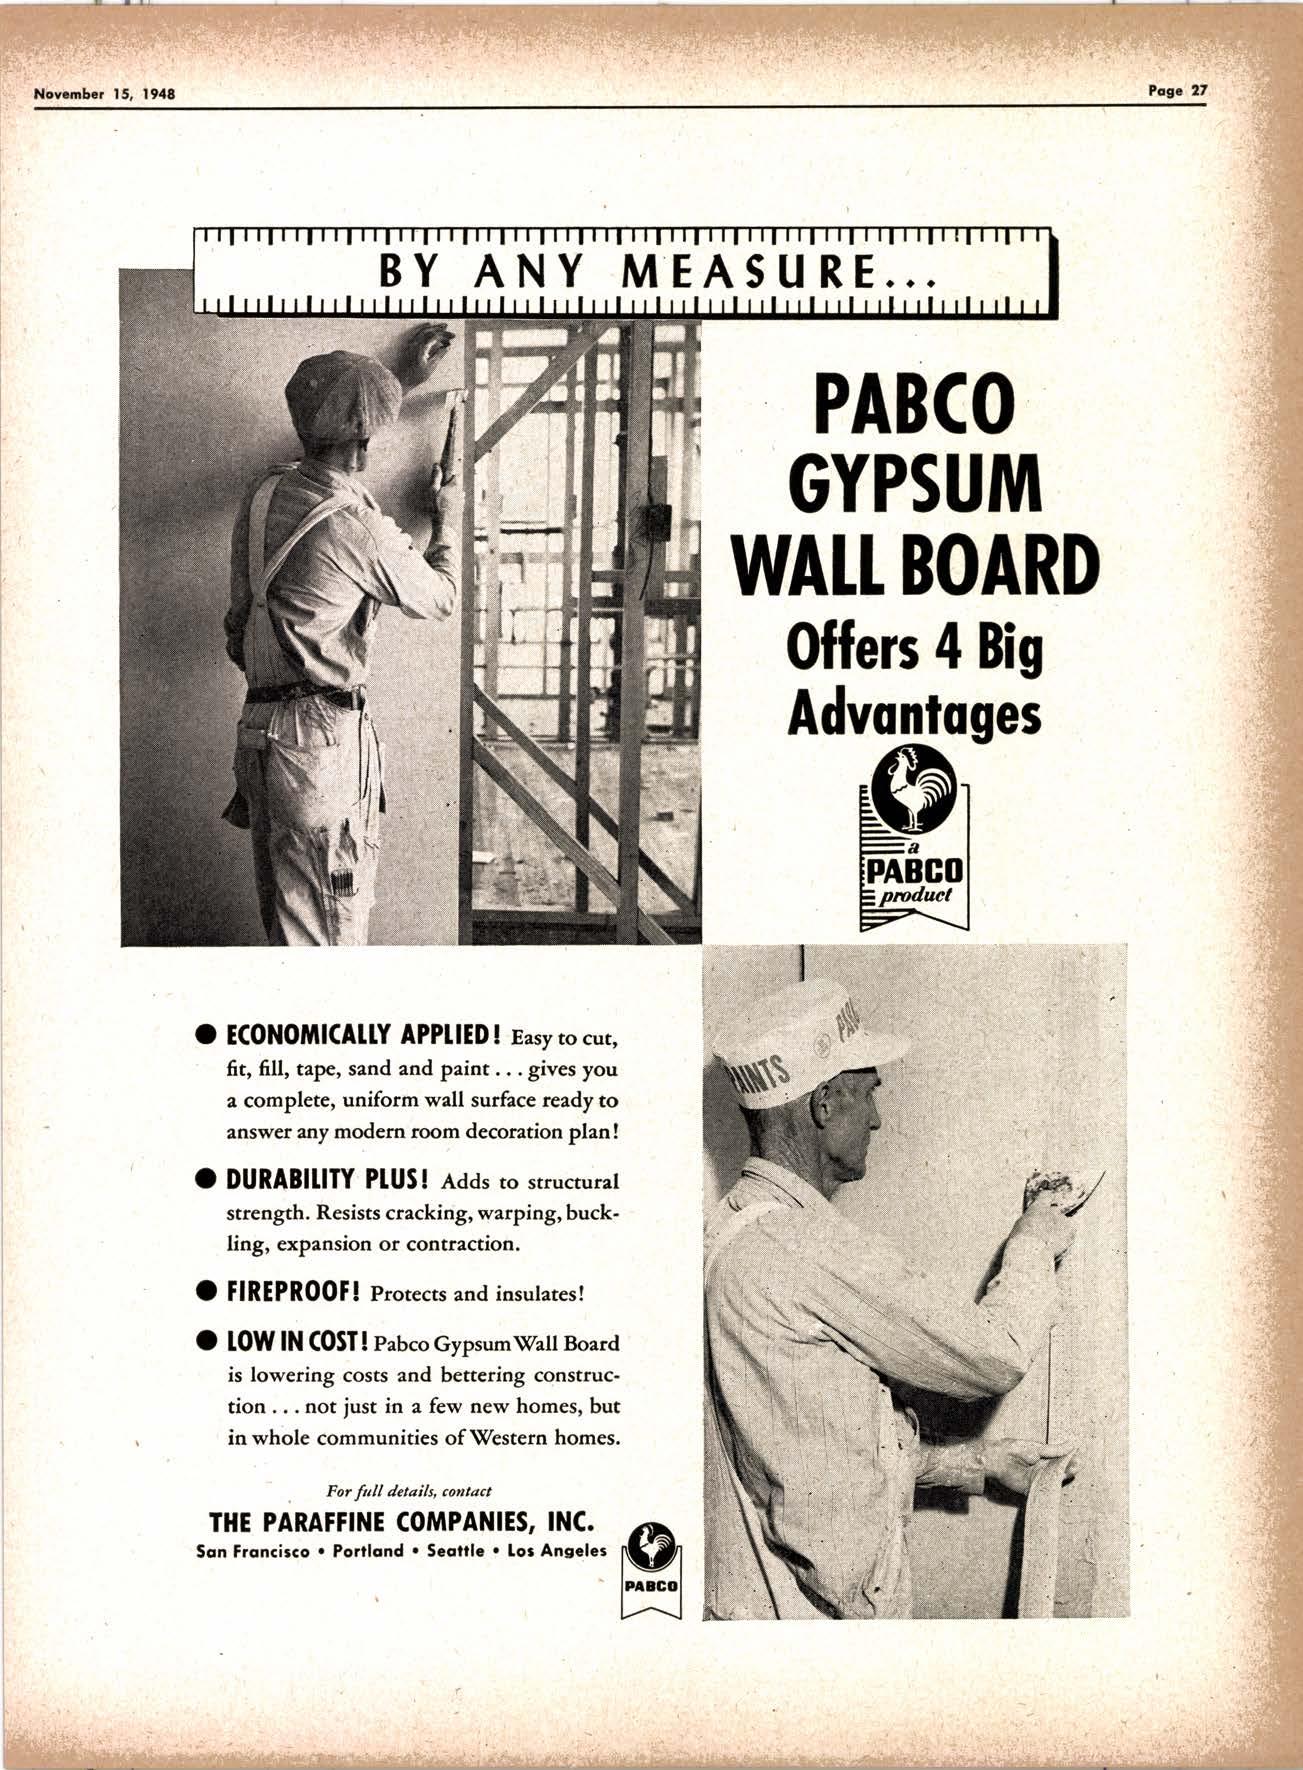 November 15, 1948
Page 27
BY ANY MEASURE...
PABCO
GYPSUM
WALL BOARD
Offers 4 Big
Advantages
a
PABCO
product
● ECONOMICALLY APPLIED! Easy to cut,
fit, fill, tape, sand and paint . . . gives you
a complete, uniform wall surface ready to
answer any modern room decoration plan!
● DURABILITY PLUS! Adds to structural
strength. Resists cracking, warping, buck-
ling, expansion or contraction.
● FIREPROOF! Protects and insulates!
● LOW IN COST! Pabco Gypsum Wall Board
is lowering costs and bettering construc-
tion . . . not just in a few new homes, but
in whole communities of Western homes.
For full details, contact
THE PARAFFINE COMPANIES, INC.
San Francisco • Portland • Seattle • Los Angeles
PABCO